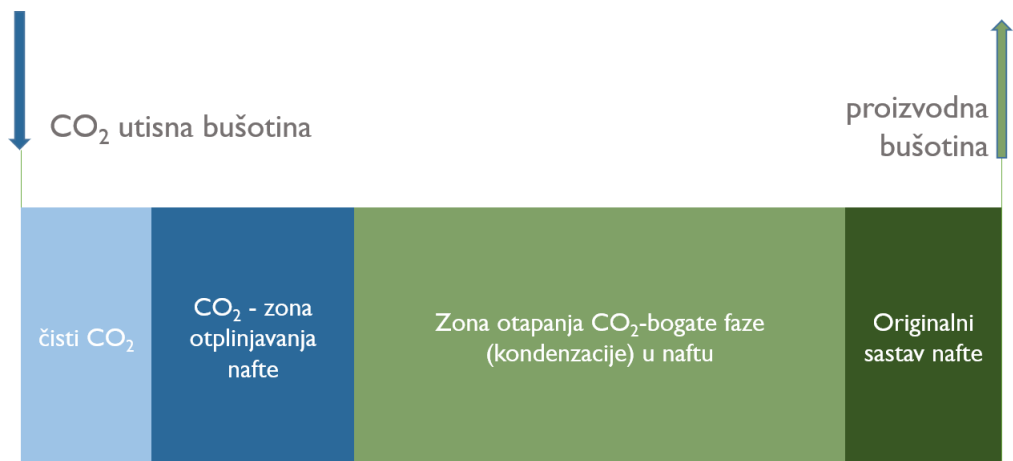 CO₂ utisna bušotina
proizvodna
bušotina
čisti CO₂
CO₂ - zona
otplinjavanja
nafte
Zona otapanja CO₂-bogate faze
(kondenzacije) u naftu
Originalni
sastav nafte